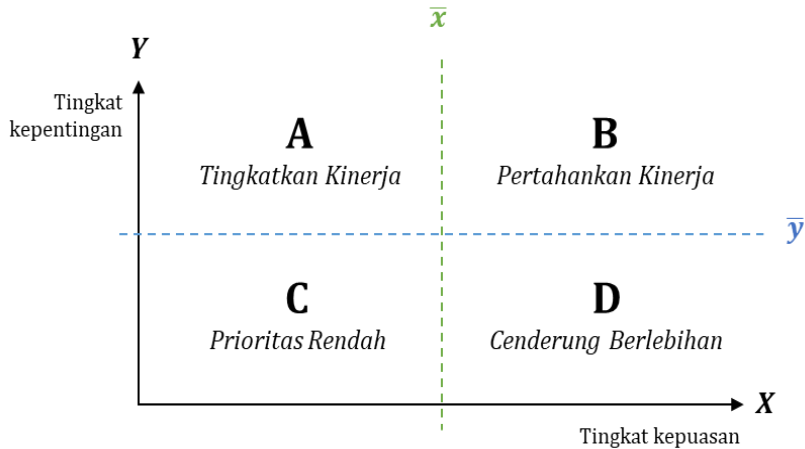 x̅
Y
Tingkat
kepentingan
A
Tingkatkan Kinerja
B
Pertahankan Kinerja
y̅
C
Prioritas Rendah
D
Cenderung Berlebihan
X
Tingkat kepuasan